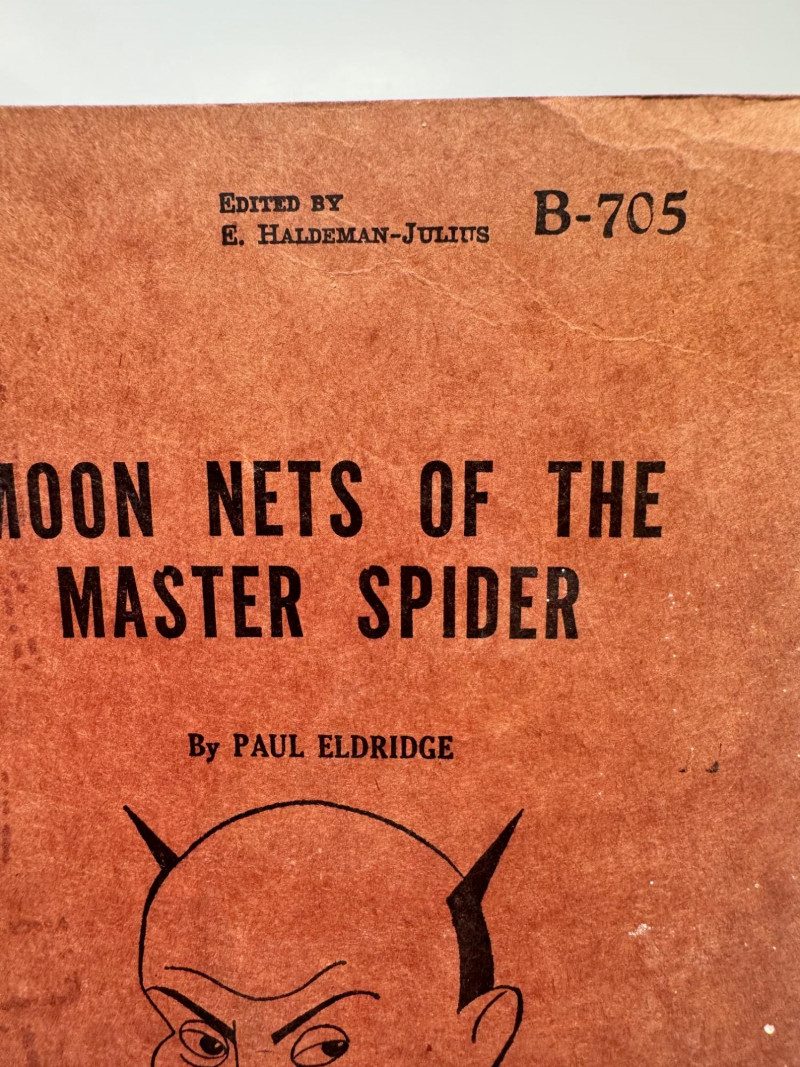 EDITED BY
E. HALDEMAN-JULIUS
B-705
MOON NETS OF THE
MASTER SPIDER
By PAUL ELDRIDGE